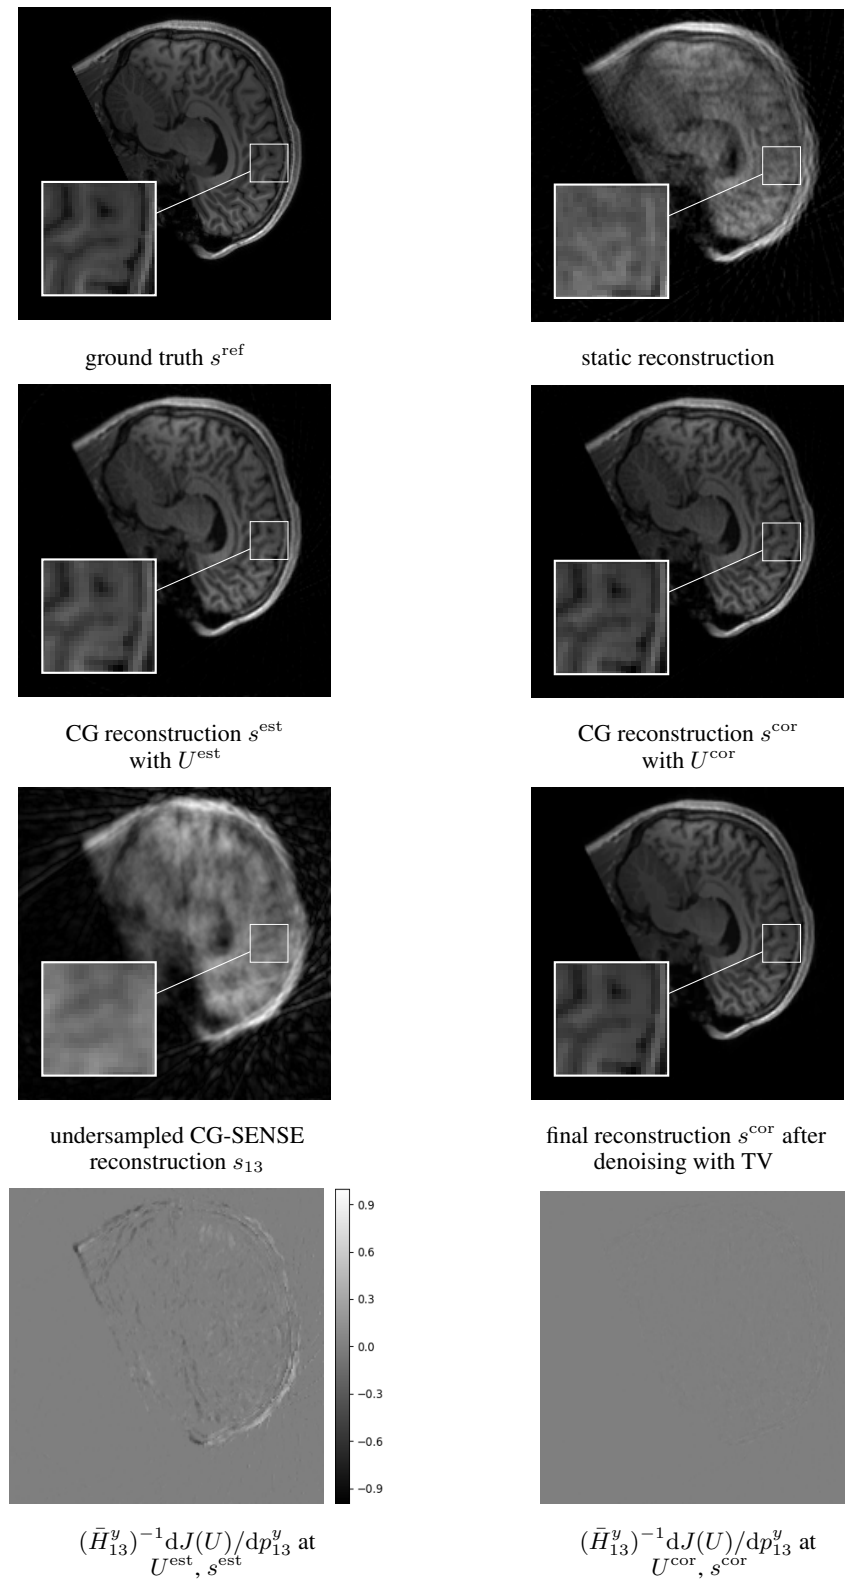 ground truth s^ref
static reconstruction
CG reconstruction s^est
with U^est
CG reconstruction s^cor
with U^cor
undersampled CG-SENSE
reconstruction s_13
final reconstruction s^cor after
denoising with TV
0.9
0.6
0.3
0.0
−0.3
−0.6
−0.9
(H̄^y_13)^−1 dJ(U)/dp^y_13 at
U^est, s^est
(H̄^y_13)^−1 dJ(U)/dp^y_13 at
U^cor, s^cor